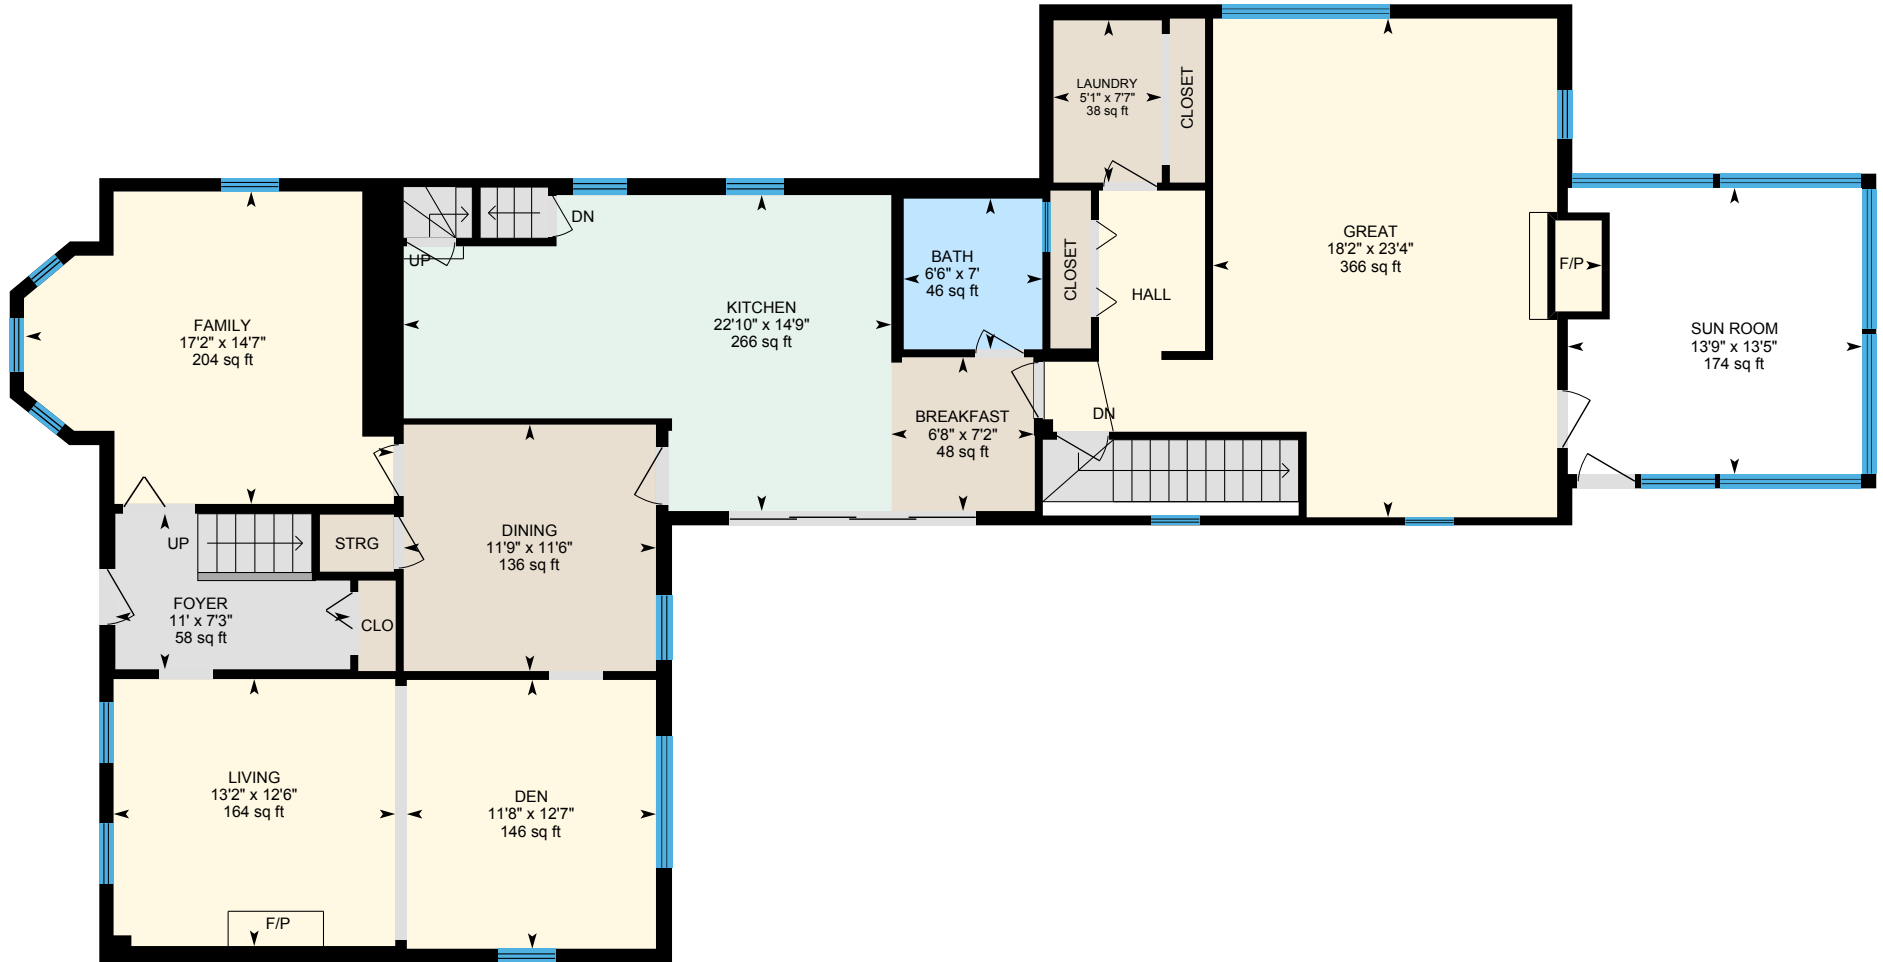 LAUNDRY
5'1" x 7'7"
38 sq ft
CLOSET
GREAT
18'2" x 23'4"
366 sq ft
F/P
SUN ROOM
13'9" x 13'5"
174 sq ft
DN
UP
BATH
6'6" x 7'
46 sq ft
CLOSET
HALL
KITCHEN
22'10" x 14'9"
266 sq ft
FAMILY
17'2" x 14'7"
204 sq ft
BREAKFAST
6'8" x 7'2"
48 sq ft
DN
DINING
11'9" x 11'6"
136 sq ft
UP
STRG
FOYER
11' x 7'3"
58 sq ft
CLO
LIVING
13'2" x 12'6"
164 sq ft
F/P
DEN
11'8" x 12'7"
146 sq ft